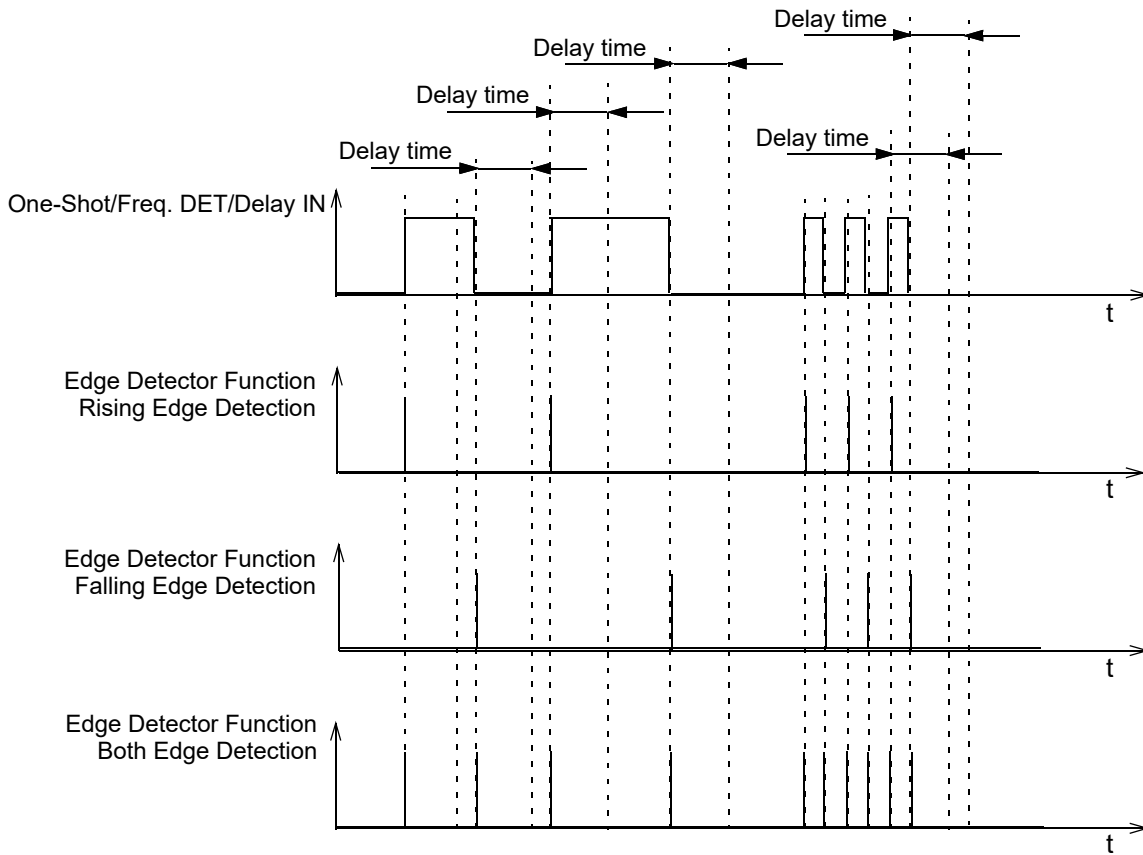 Delay time
Delay time
Delay time
Delay time
Delay time
One-Shot/Freq. DET/Delay IN
t
Edge Detector Function
Rising Edge Detection
t
Edge Detector Function
Falling Edge Detection
t
Edge Detector Function
Both Edge Detection
t